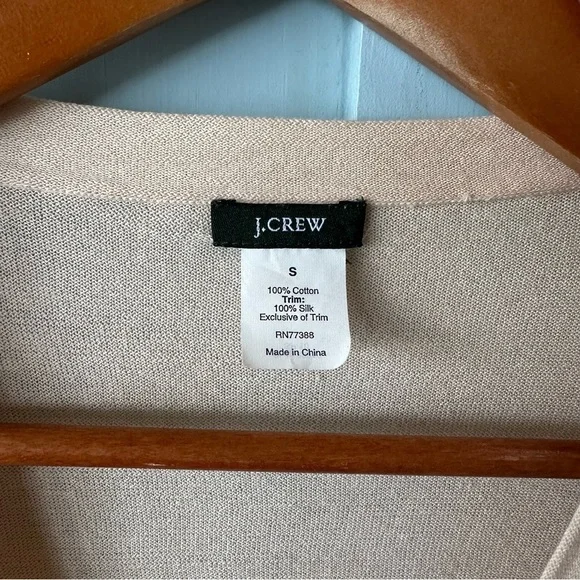 J.CREW
S
100% Cotton
Trim:
100% Silk
Exclusive of Trim
RN77388
Made in China